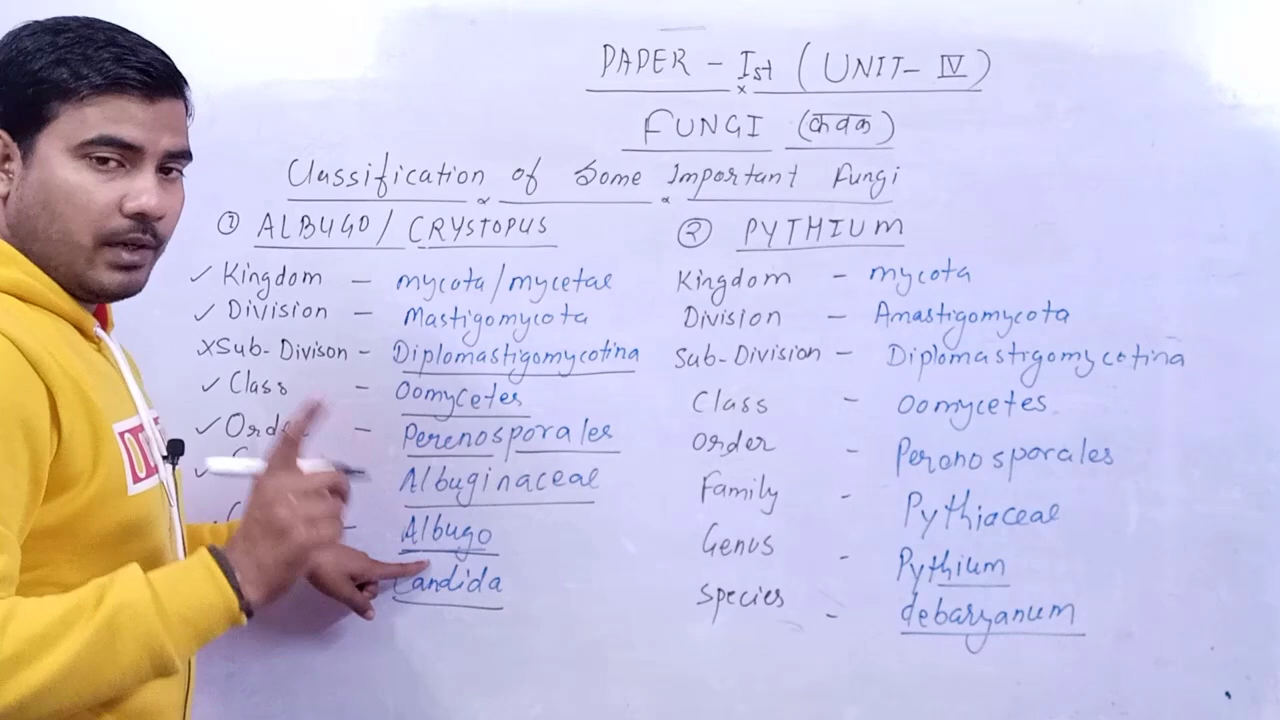 PAPER - Ist (UNIT- IV)
FUNGI (कवक)
Classification of Some Important Fungi
① ALBUGO / CRYSTOPUS
✓ Kingdom - mycota/mycetae
✓ Division - Mastigomycota
X Sub-Divison - Diplomastigomycotina
✓ Class - Oomycetes
✓ Order - Perenosporales
✓ - Albuginaceae
- Albugo
Candida
② PYTHIUM
Kingdom - mycota
Division - Amastigomycota
Sub-Division - Diplomastigomycotina
Class - Oomycetes
Order - Peronosporales
Family - Pythiaceae
Genus - Pythium
Species - debaryanum